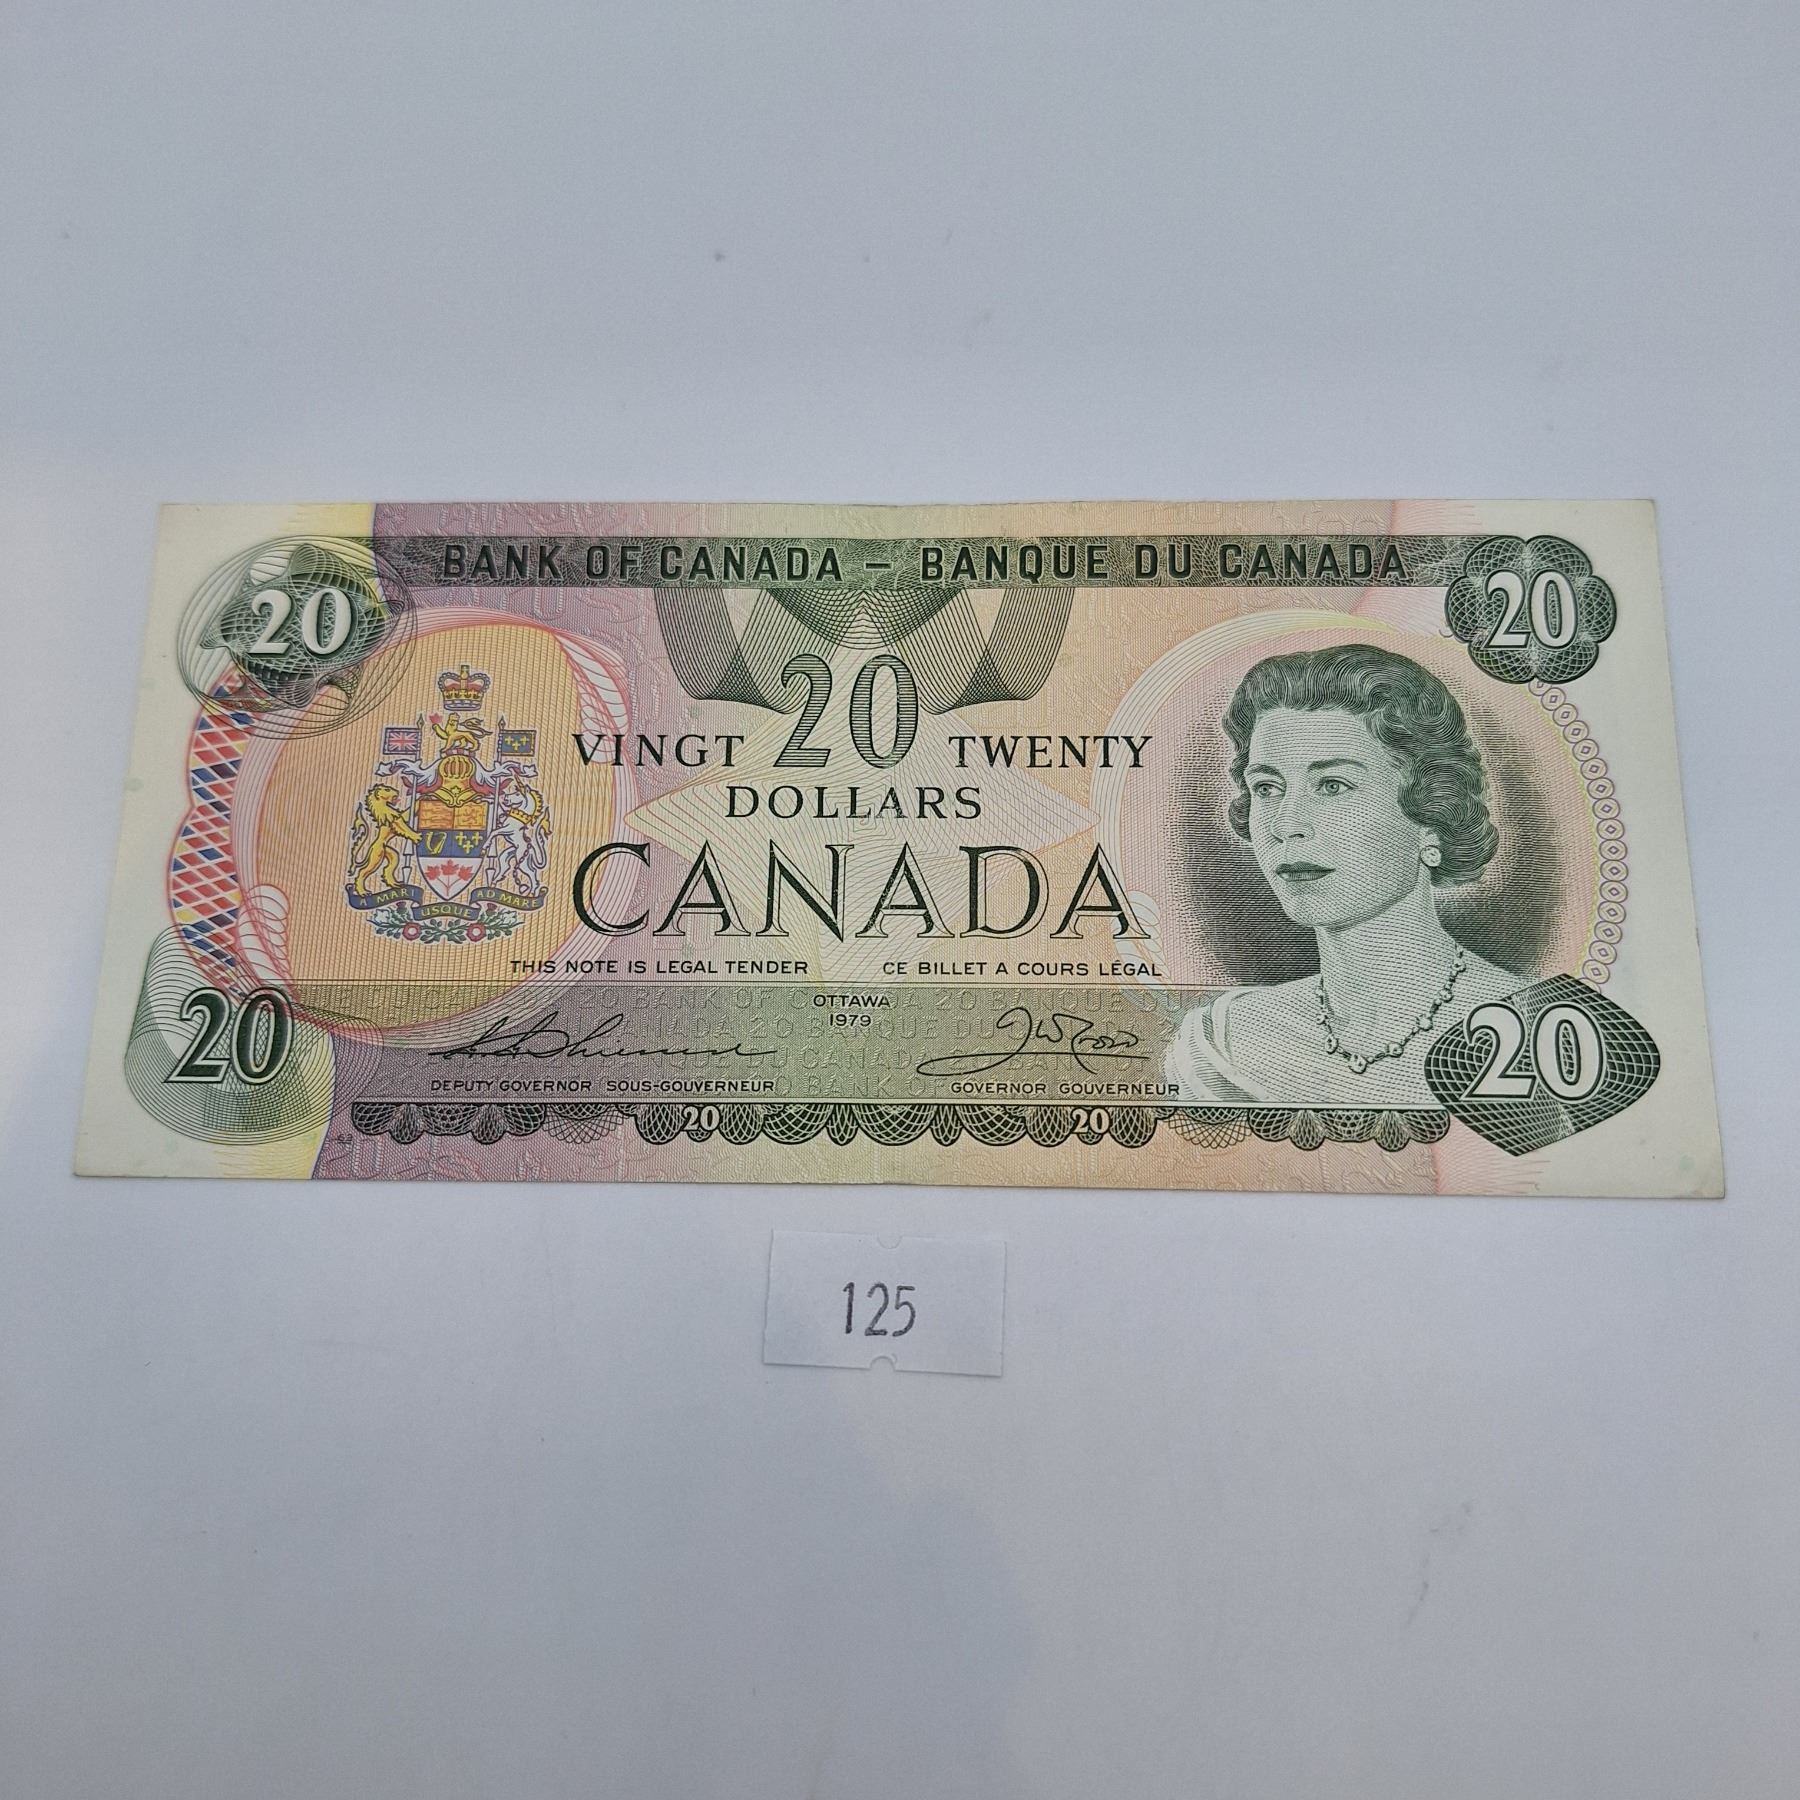 BANK OF CANADA – BANQUE DU CANADA
20 20
VINGT 20 TWENTY
DOLLARS
CANADA
A MARI USQUE AD MARE
THIS NOTE IS LEGAL TENDER CE BILLET A COURS LÉGAL
OTTAWA
1979
20 20
DEPUTY GOVERNOR SOUS-GOUVERNEUR GOVERNOR GOUVERNEUR
20 20
125